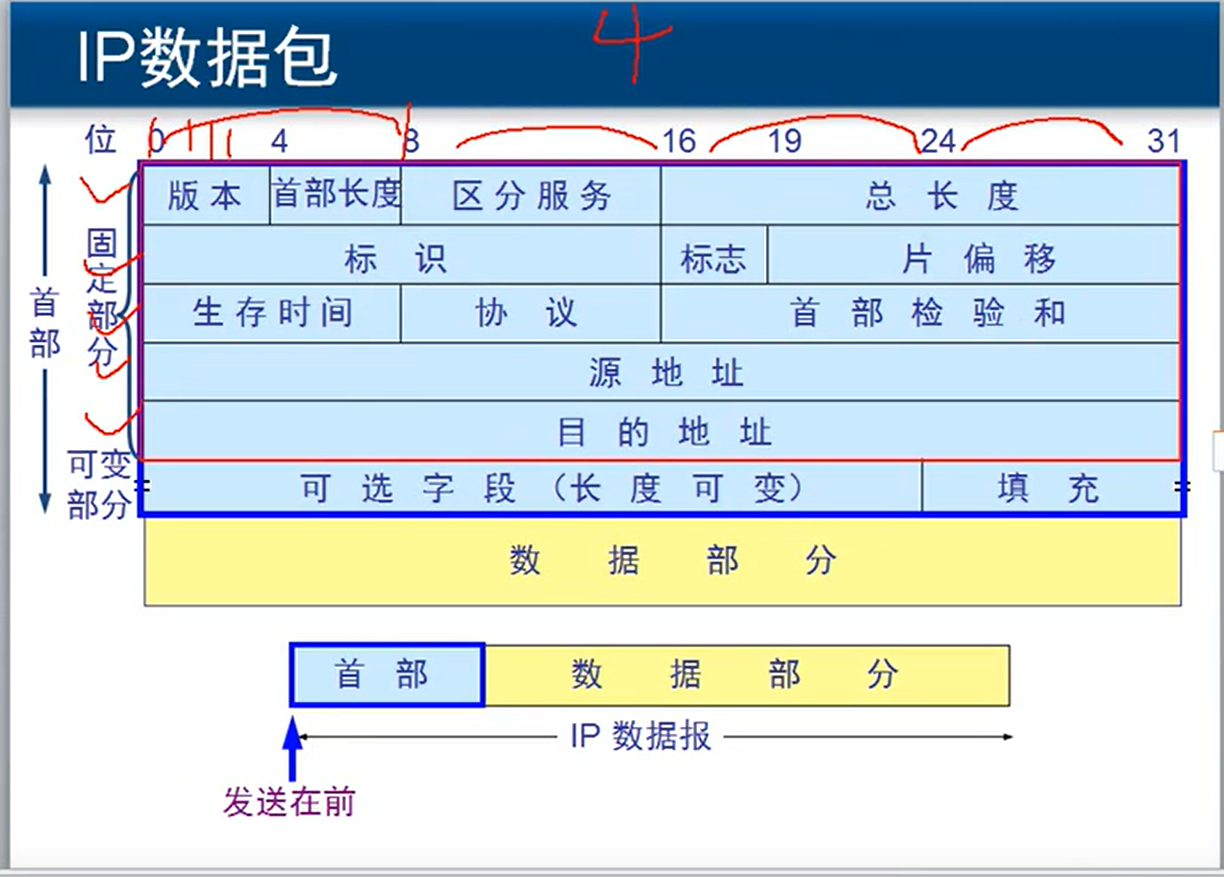 IP数据包
4
位 0 4 8 16 19 24 31
版本 首部长度 区分服务 总长度
标识 标志 片偏移
生存时间 协议 首部检验和
源地址
目的地址
可选字段（长度可变） 填充
首部
固定部分
可变部分
数据部分
首部 数据部分
IP 数据报
发送在前